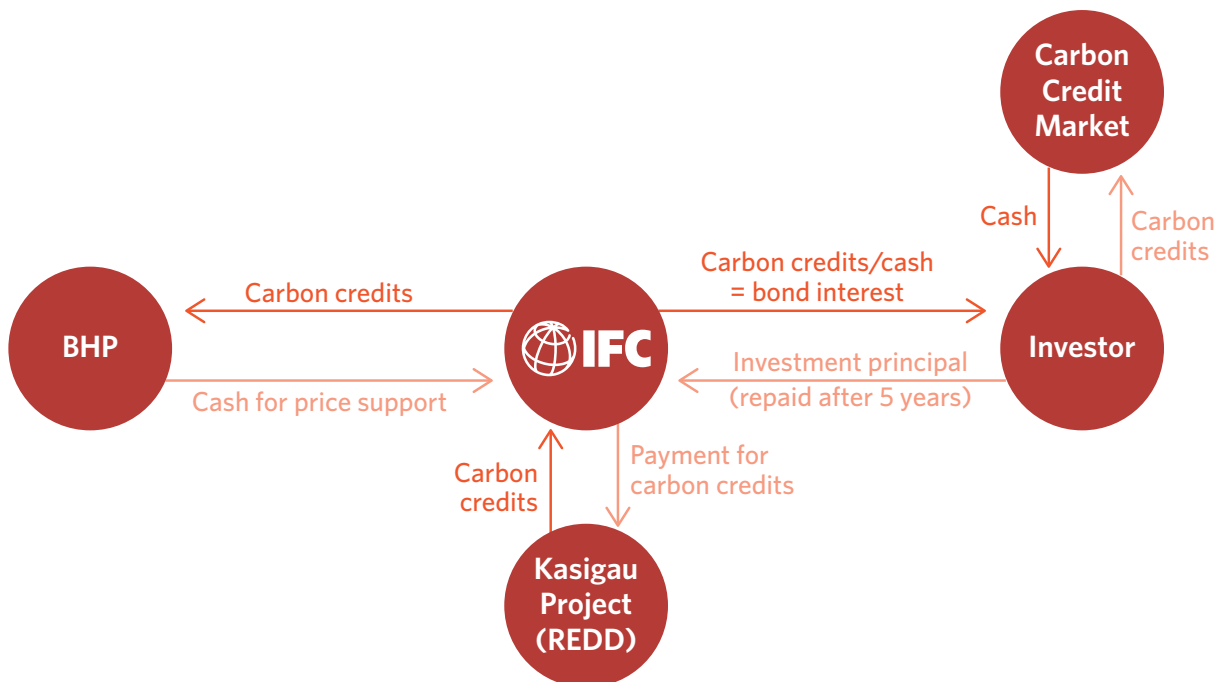 Carbon
Credit
Market
Cash
Carbon
credits
Carbon credits/cash
= bond interest
Carbon credits
BHP
IFC
Investor
Investment principal
(repaid after 5 years)
Cash for price support
Payment for
carbon credits
Carbon
credits
Kasigau
Project
(REDD)